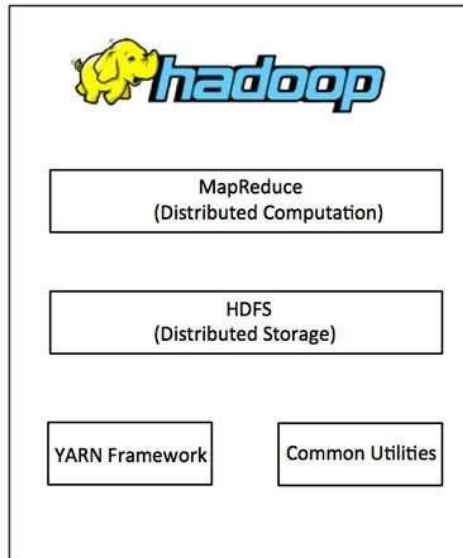 hadoop
MapReduce
(Distributed Computation)
HDFS
(Distributed Storage)
YARN Framework
Common Utilities